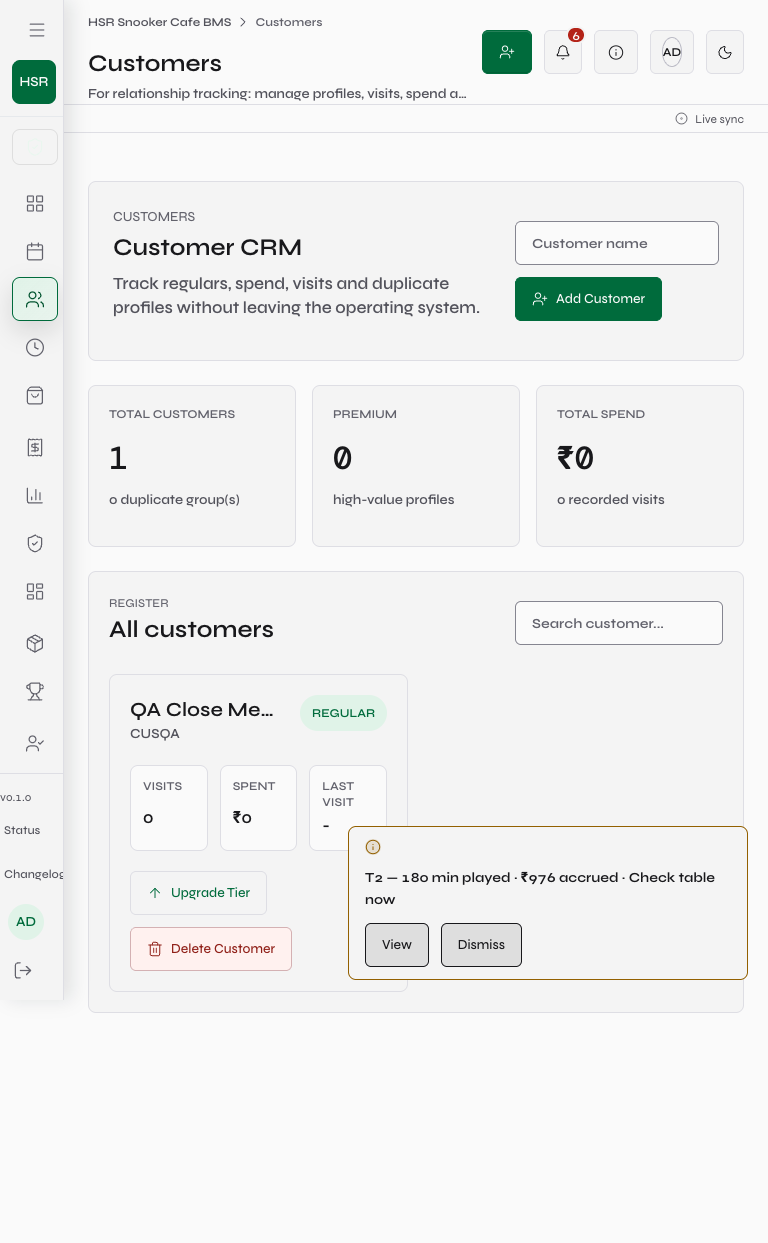 HSR Snooker Cafe BMS > Customers
Customers
For relationship tracking: manage profiles, visits, spend a...
6
AD
HSR
Live sync
CUSTOMERS
Customer CRM
Track regulars, spend, visits and duplicate
profiles without leaving the operating system.
Customer name
Add Customer
TOTAL CUSTOMERS
1
0 duplicate group(s)
PREMIUM
0
high-value profiles
TOTAL SPEND
₹0
0 recorded visits
REGISTER
All customers
Search customer...
QA Close Me...
REGULAR
CUSQA
VISITS
0
SPENT
₹0
LAST
VISIT
-
Upgrade Tier
Delete Customer
T2 — 180 min played · ₹976 accrued · Check table
now
View
Dismiss
v0.1.0
Status
Changelog
AD